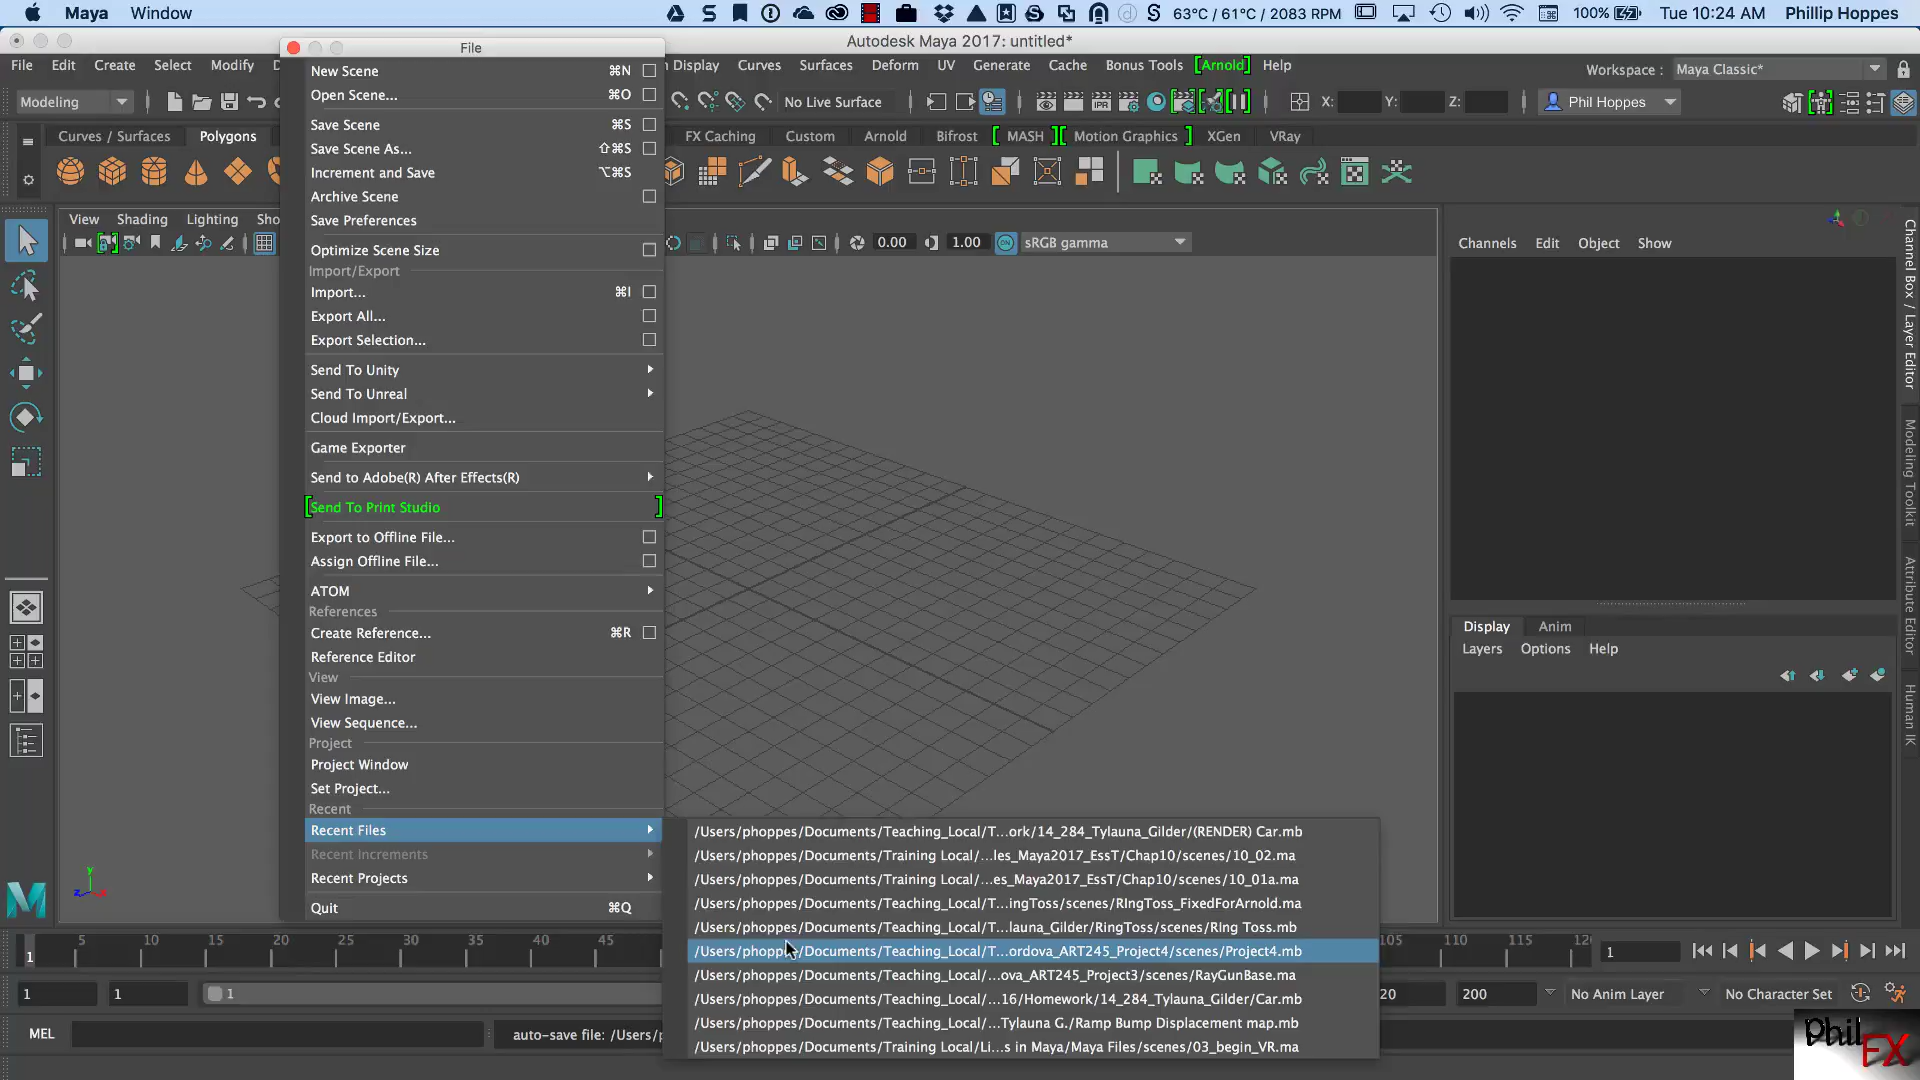 Maya Window 63°C / 61°C / 2083 RPM 100% Tue 10:24 AM Phillip Hoppes
Autodesk Maya 2017: untitled*
File
File Edit Create Select Modify D n Display Curves Surfaces Deform UV Generate Cache Bonus Tools [Arnold] Help
Workspace : Maya Classic*
Modeling No Live Surface IPR X: Y: Z: Phil Hoppes
Curves / Surfaces Polygons FX Caching Custom Arnold Bifrost [ MASH ][ Motion Graphics ] XGen VRay
View Shading Lighting Sho 0.00 1.00 ON sRGB gamma
New Scene ⌘N
Open Scene... ⌘O
Save Scene ⌘S
Save Scene As... ⇧⌘S
Increment and Save ⌥⌘S
Archive Scene
Save Preferences
Optimize Scene Size
Import/Export
Import... ⌘I
Export All...
Export Selection...
Send To Unity
Send To Unreal
Cloud Import/Export...
Game Exporter
Send to Adobe(R) After Effects(R)
[Send To Print Studio ]
Export to Offline File...
Assign Offline File...
ATOM
References
Create Reference... ⌘R
Reference Editor
View
View Image...
View Sequence...
Project
Project Window
Set Project...
Recent
Recent Files
Recent Increments
Recent Projects
Quit ⌘Q
/Users/phoppes/Documents/Teaching_Local/T...ork/14_284_Tylauna_Gilder/(RENDER) Car.mb
/Users/phoppes/Documents/Training Local/...les_Maya2017_EssT/Chap10/scenes/10_02.ma
/Users/phoppes/Documents/Training Local/...es_Maya2017_EssT/Chap10/scenes/10_01a.ma
/Users/phoppes/Documents/Teaching_Local/T...ingToss/scenes/RIngToss_FixedForArnold.ma
/Users/phoppes/Documents/Teaching_Local/T...launa_Gilder/RingToss/scenes/RIng Toss.mb
/Users/phoppes/Documents/Teaching_Local/T...ordova_ART245_Project4/scenes/Project4.mb
/Users/phoppes/Documents/Teaching_Local/...ova_ART245_Project3/scenes/RayGunBase.ma
/Users/phoppes/Documents/Teaching_Local/...16/Homework/14_284_Tylauna_Gilder/Car.mb
/Users/phoppes/Documents/Teaching_Local/...Tylauna G./Ramp Bump Displacement map.mb
/Users/phoppes/Documents/Training Local/Li...s in Maya/Maya Files/scenes/03_begin_VR.ma
Channels Edit Object Show
Channel Box / Layer Editor
Modeling Toolkit
Attribute Editor
Human IK
Display Anim
Layers Options Help
y
z x
1 5 10 15 20 25 30 35 40 45 105 110 115 120 1
1 1 1 20 200 No Anim Layer No Character Set
MEL auto-save file: /Users/p
Phil
FX